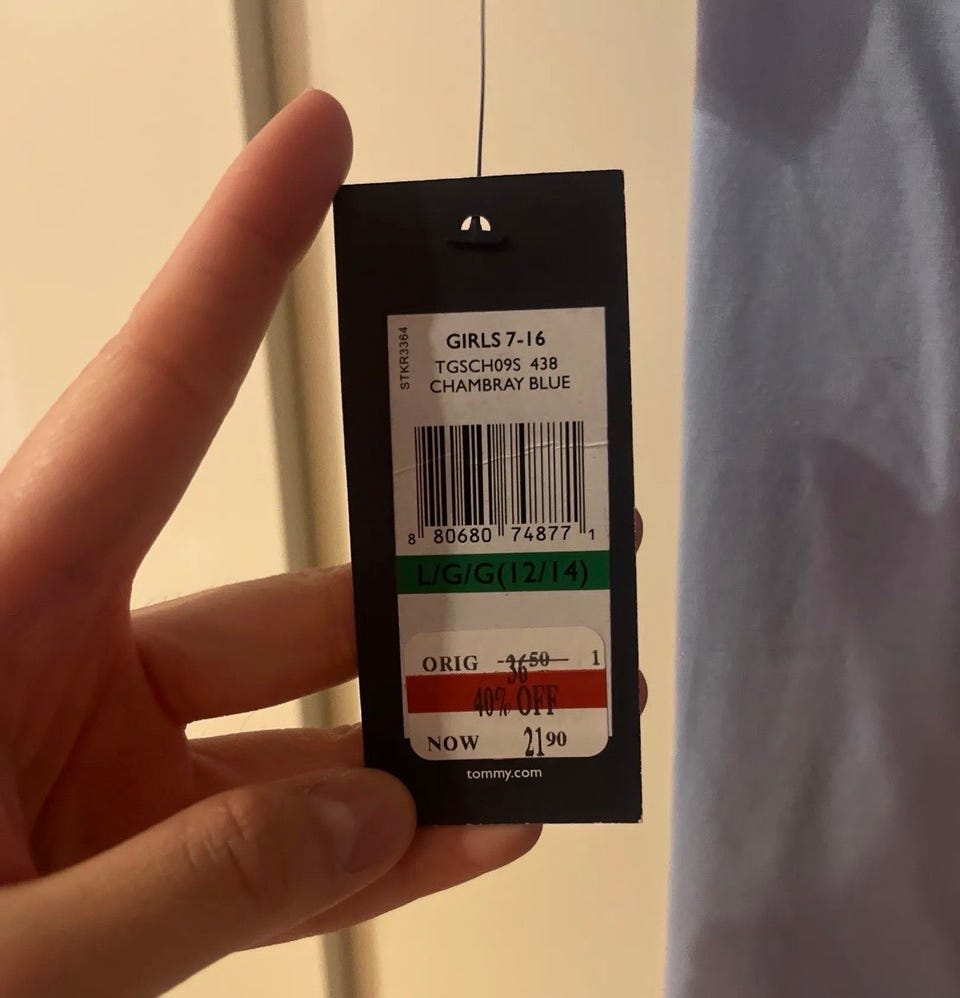 STKR3364
GIRLS 7-16
TGSCH09S 438
CHAMBRAY BLUE
8 80680 74877 1
L/G/G(12/14)
ORIG 36 50 1
40% OFF
NOW 21 90
tommy.com